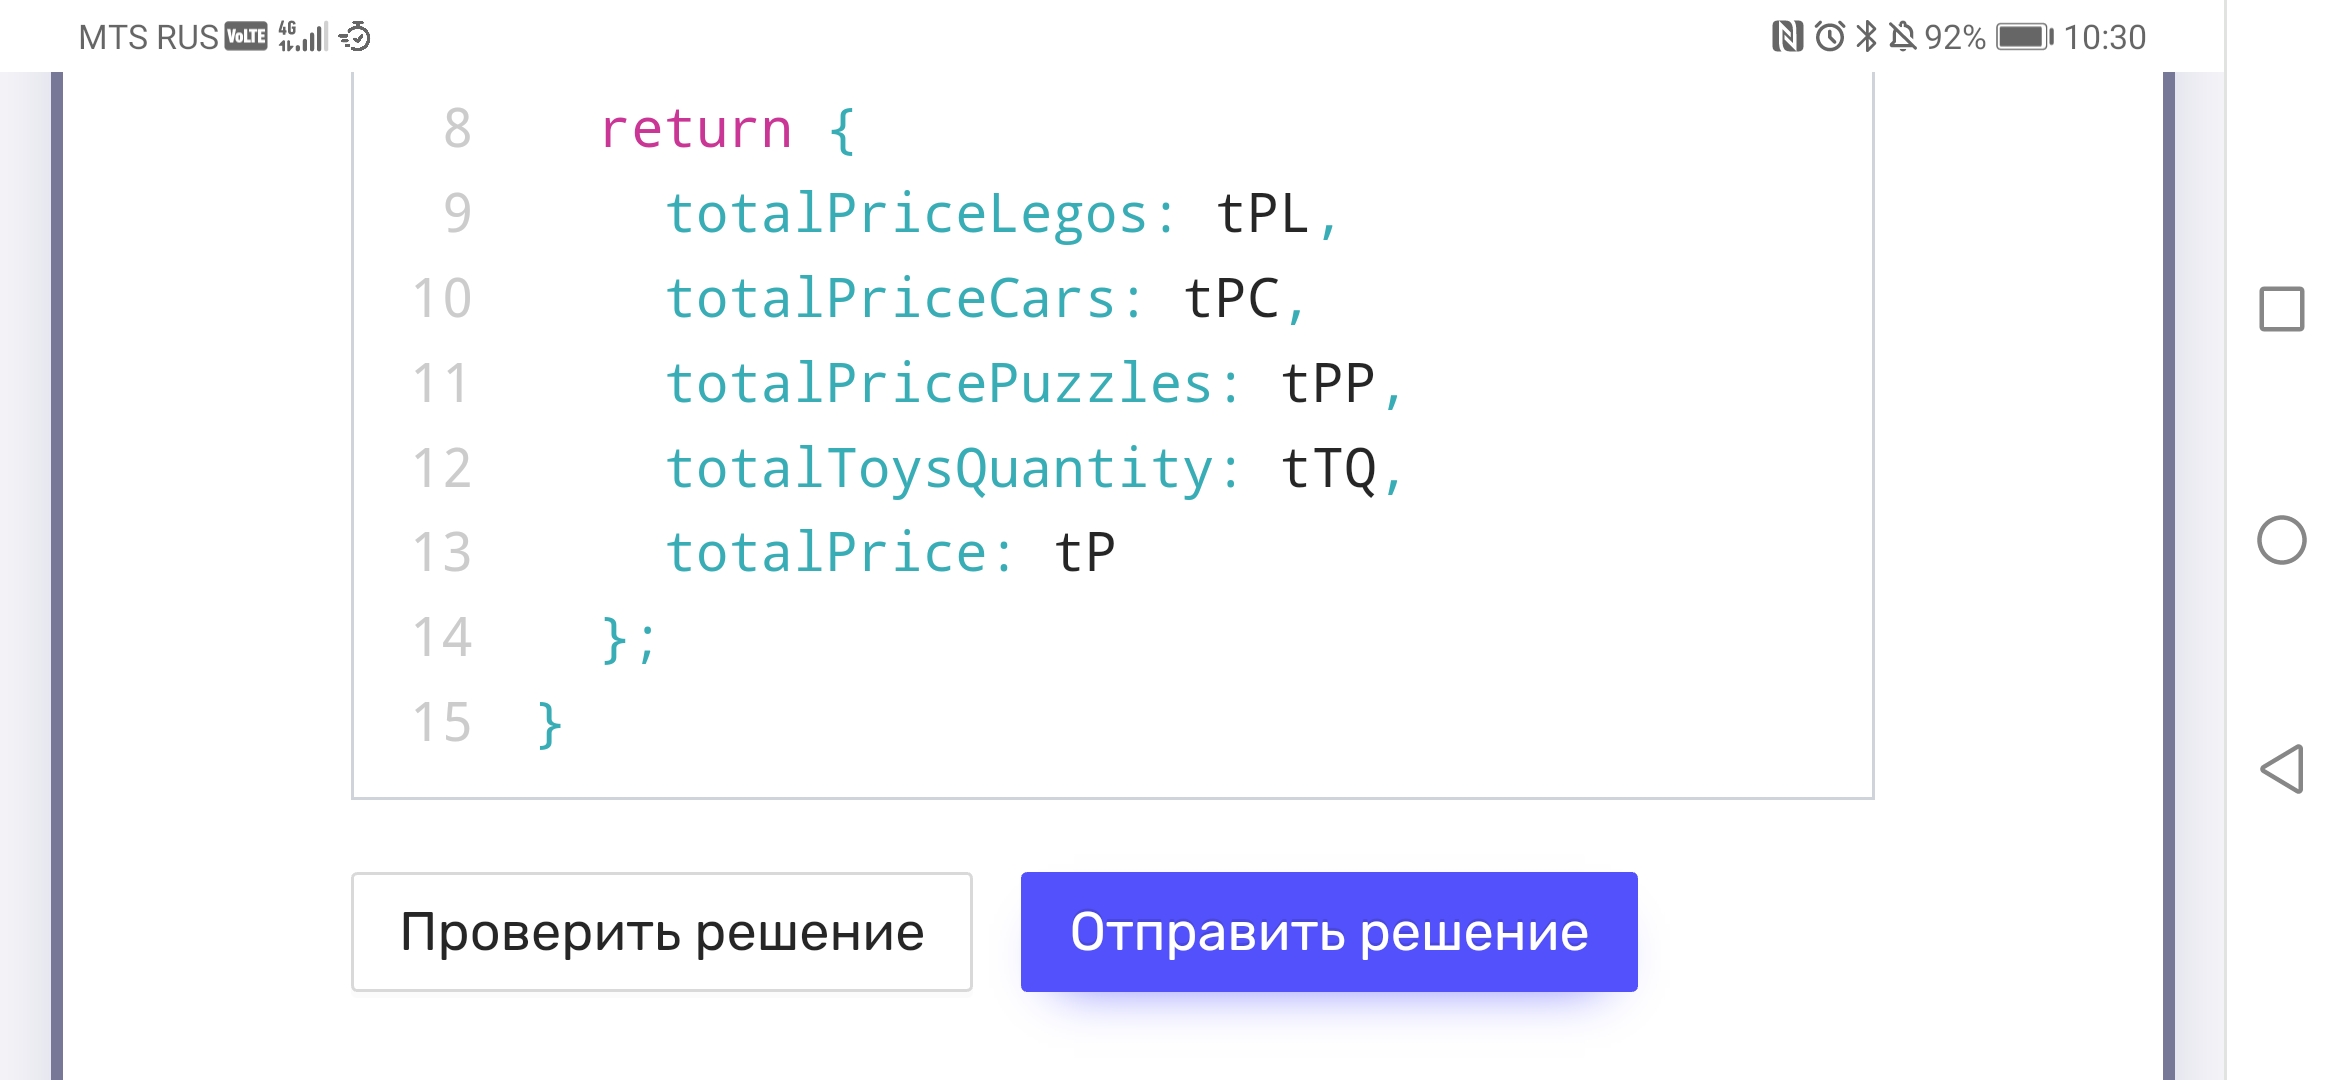 MTS RUS VoLTE 4G 92% 10:30
8 return {
9 totalPriceLegos: tPL,
10 totalPriceCars: tPC,
11 totalPricePuzzles: tPP,
12 totalToysQuantity: tTQ,
13 totalPrice: tP
14 };
15 }
Проверить решение Отправить решение